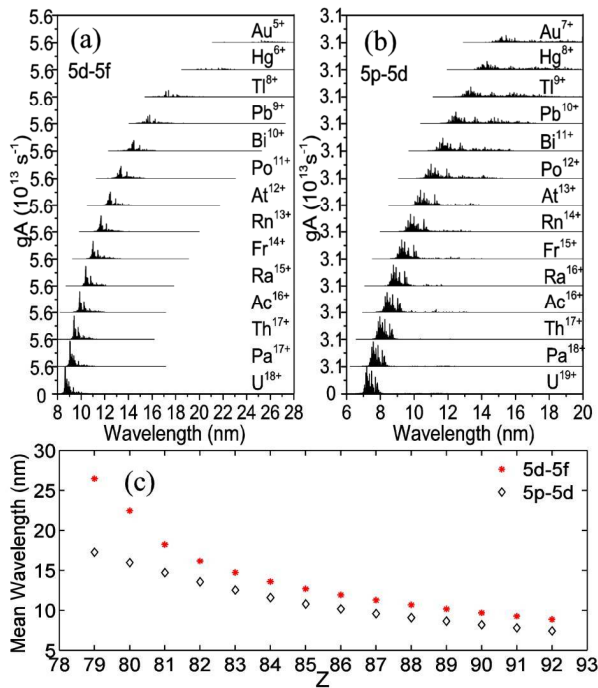 (a)
5d-5f
gA (10¹³ s⁻¹)
5.6
5.6
5.6
5.6
5.6
5.6
5.6
5.6
5.6
5.6
5.6
5.6
5.6
5.6
0
Au⁵⁺
Hg⁶⁺
Tl⁸⁺
Pb⁹⁺
Bi¹⁰⁺
Po¹¹⁺
At¹²⁺
Rn¹³⁺
Fr¹⁴⁺
Ra¹⁵⁺
Ac¹⁶⁺
Th¹⁷⁺
Pa¹⁷⁺
U¹⁸⁺
8 10 12 14 16 18 20 22 24 26 28
Wavelength (nm)
(b)
5p-5d
gA (10¹³ s⁻¹)
3.1
3.1
3.1
3.1
3.1
3.1
3.1
3.1
3.1
3.1
3.1
3.1
3.1
3.1
0
Au⁷⁺
Hg⁸⁺
Tl⁹⁺
Pb¹⁰⁺
Bi¹¹⁺
Po¹²⁺
At¹³⁺
Rn¹⁴⁺
Fr¹⁵⁺
Ra¹⁶⁺
Ac¹⁶⁺
Th¹⁷⁺
Pa¹⁸⁺
U¹⁹⁺
6 8 10 12 14 16 18 20
Wavelength (nm)
(c)
5d-5f
5p-5d
Mean Wavelength (nm)
30
25
20
15
10
5
78 79 80 81 82 83 84 85 86 87 88 89 90 91 92 93
Z